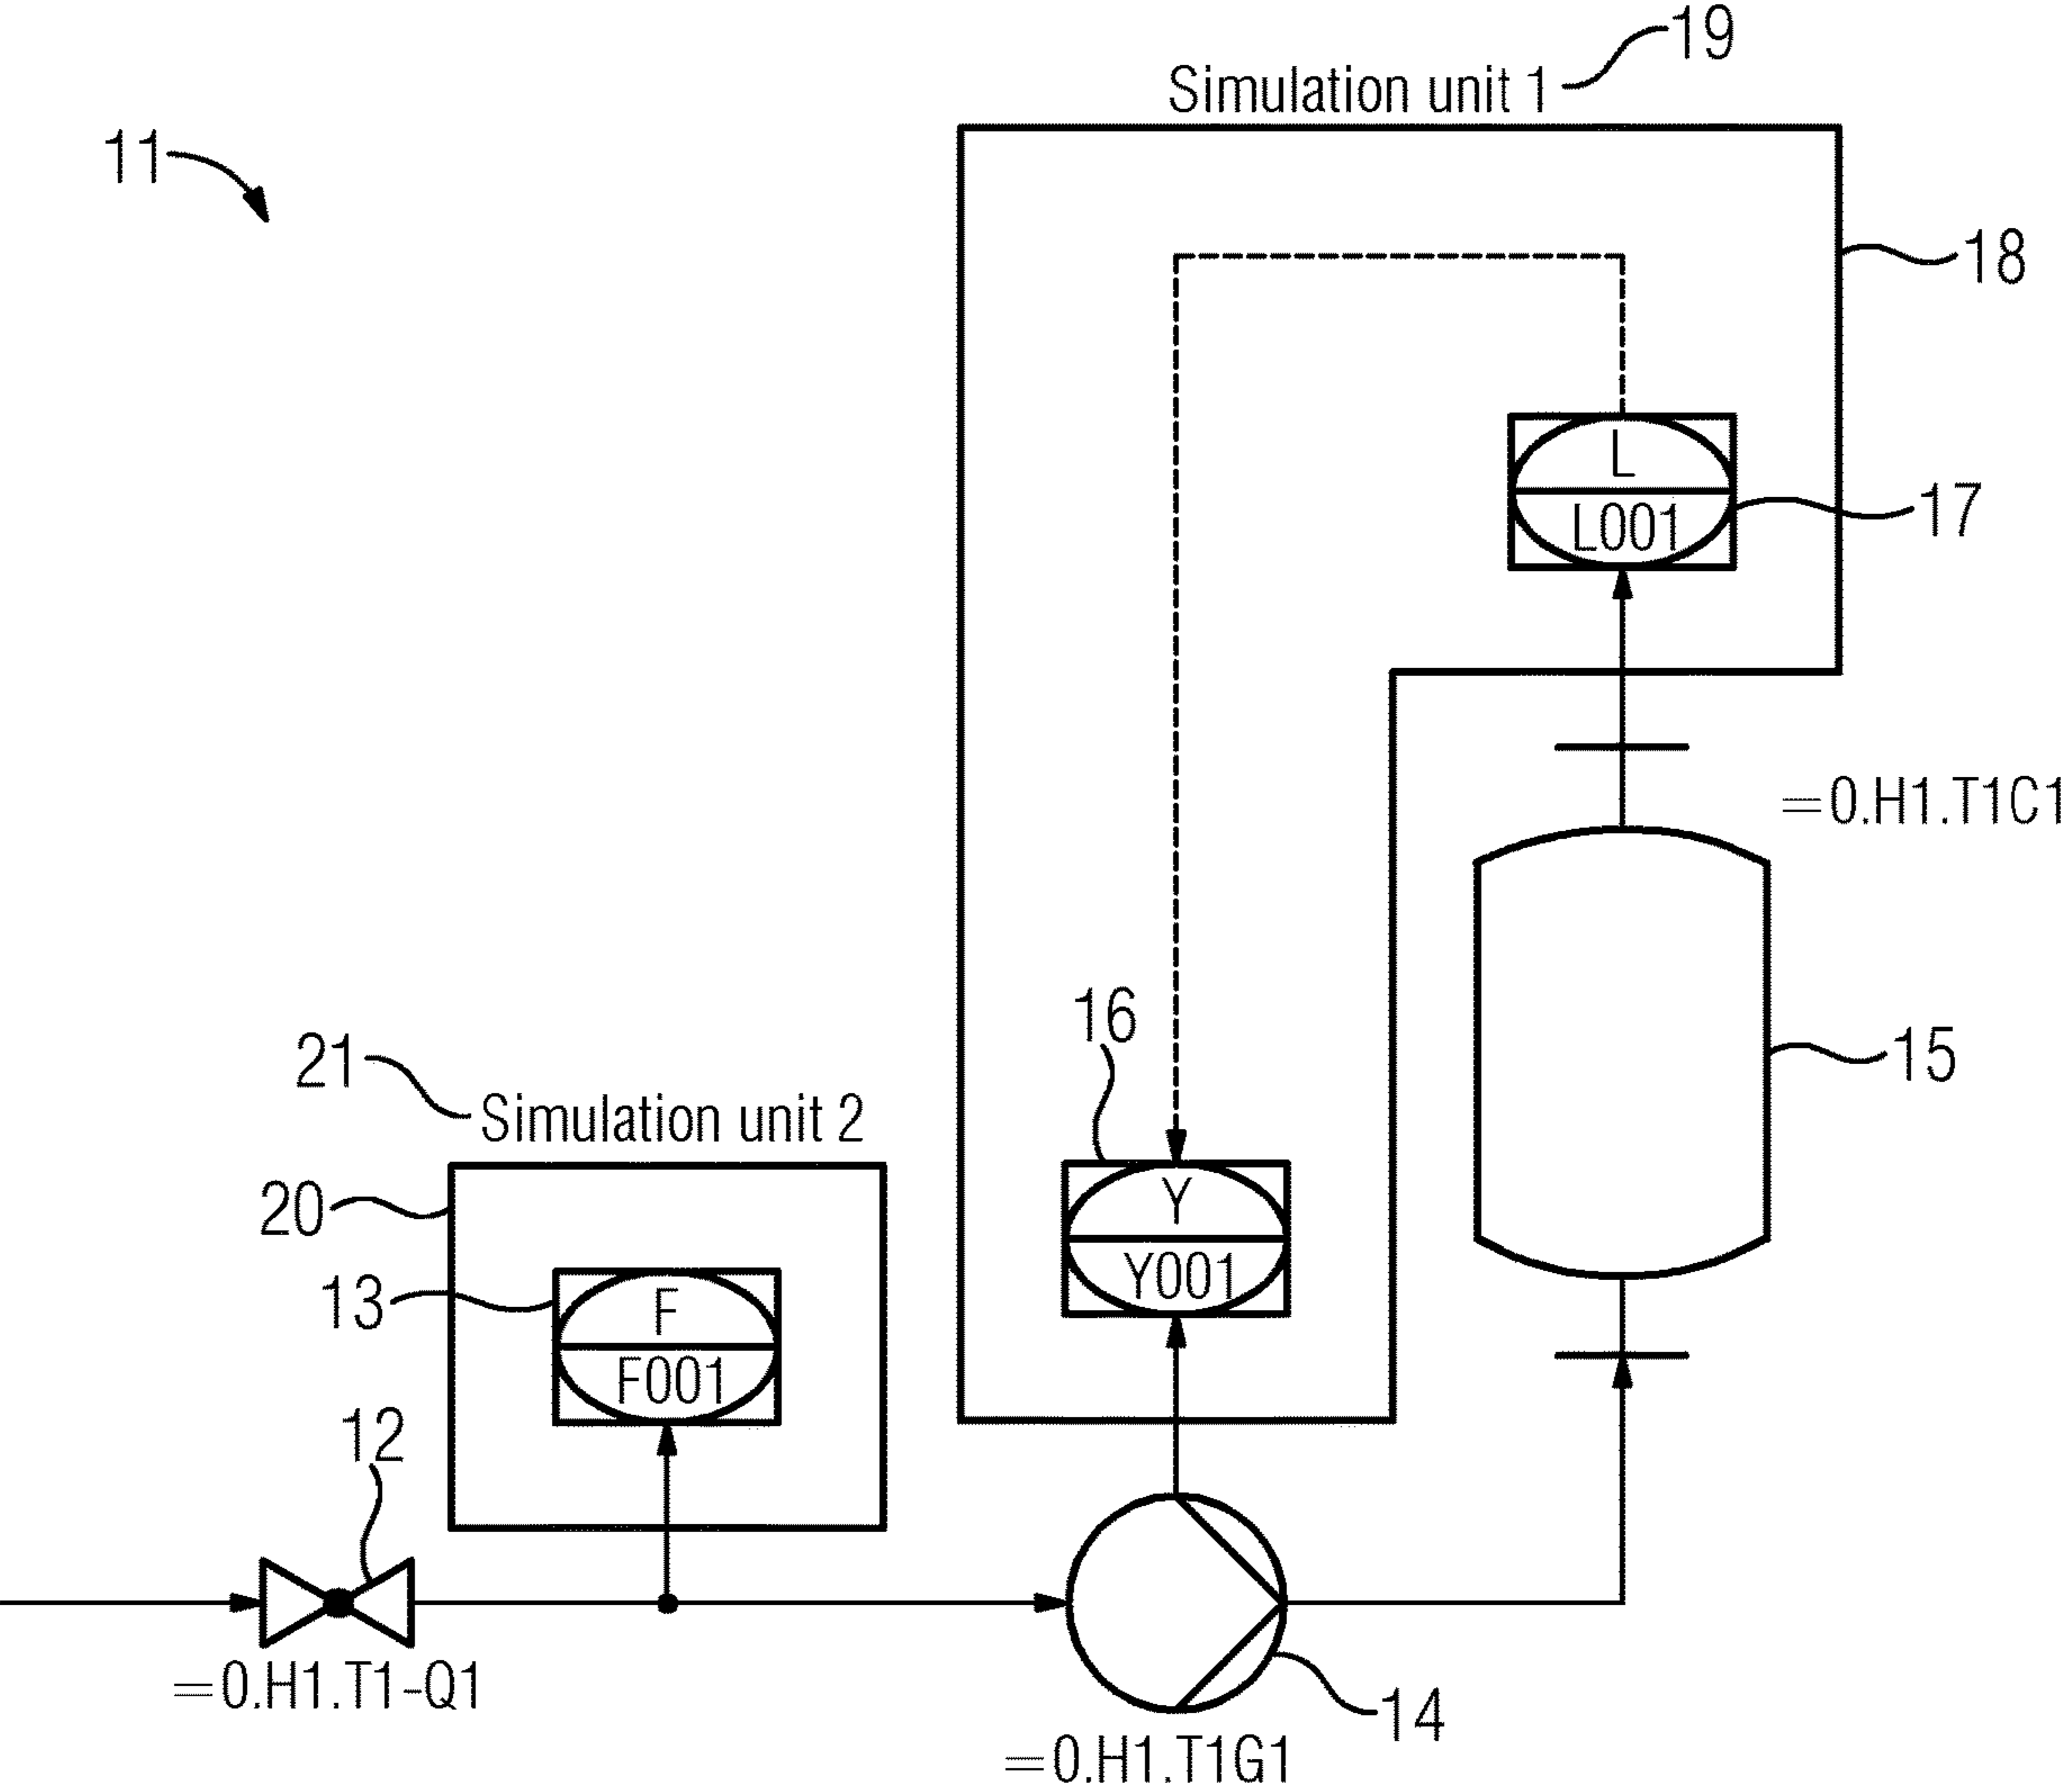 19
Simulation unit 1
11
18
L
L001
17
=0.H1.T1C1
16
15
21
Simulation unit 2
20
Y
Y001
13
F
F001
12
=0.H1.T1-Q1
14
=0.H1.T1G1